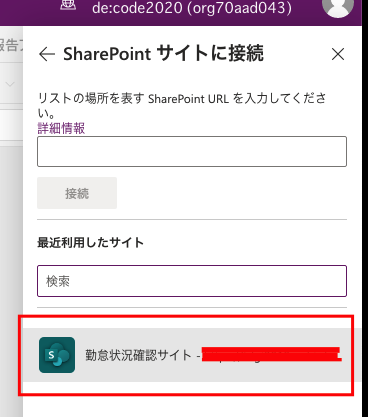 de:code2020 (org70aad043)
報告
SharePoint サイトに接続
リストの場所を表す SharePoint URL を入力してくださ
い。
詳細情報
接続
最近利用したサイト
検索
S
勤怠状況確認サイト -